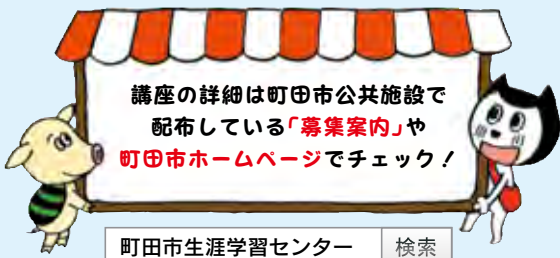 講座の詳細は町田市公共施設で
配布している「募集案内」や
町田市ホームページでチェック!
町田市生涯学習センター 検索